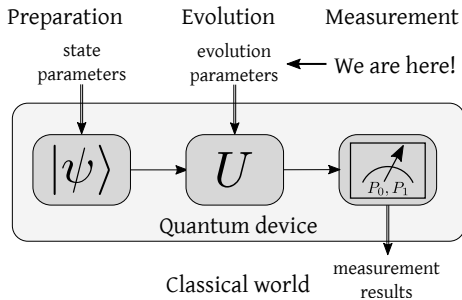 Preparation
Evolution
Measurement
state
parameters
evolution
parameters
We are here!
|ψ⟩
U
P₀, P₁
Quantum device
Classical world
measurement
results